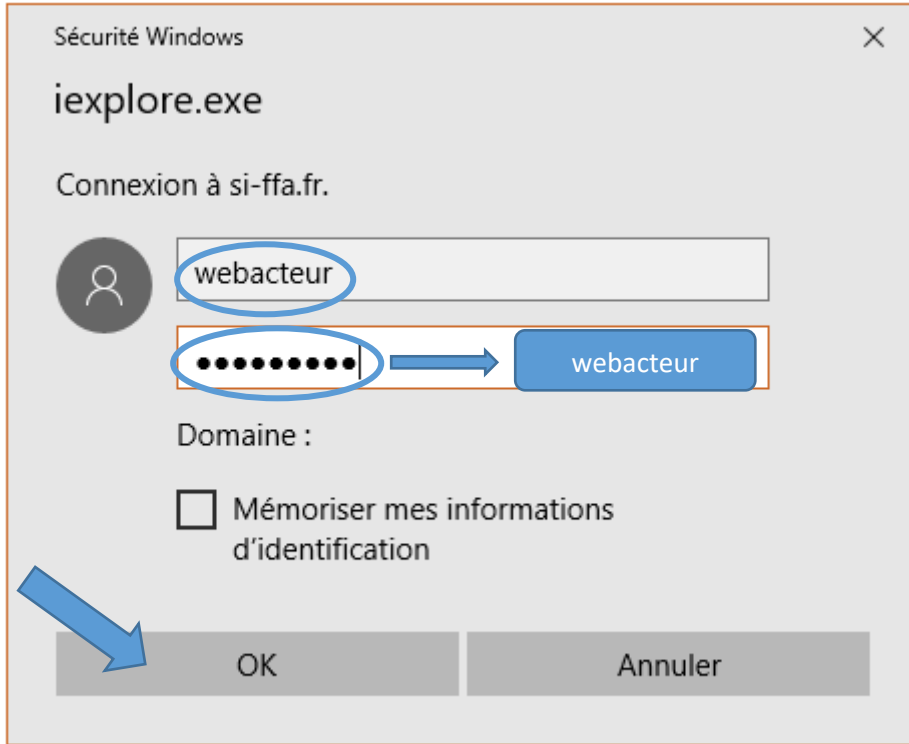 Sécurité Windows
iexplore.exe
Connexion à si-ffa.fr.
webacteur
●●●●●●●●● webacteur
Domaine :
Mémoriser mes informations
d'identification
OK Annuler